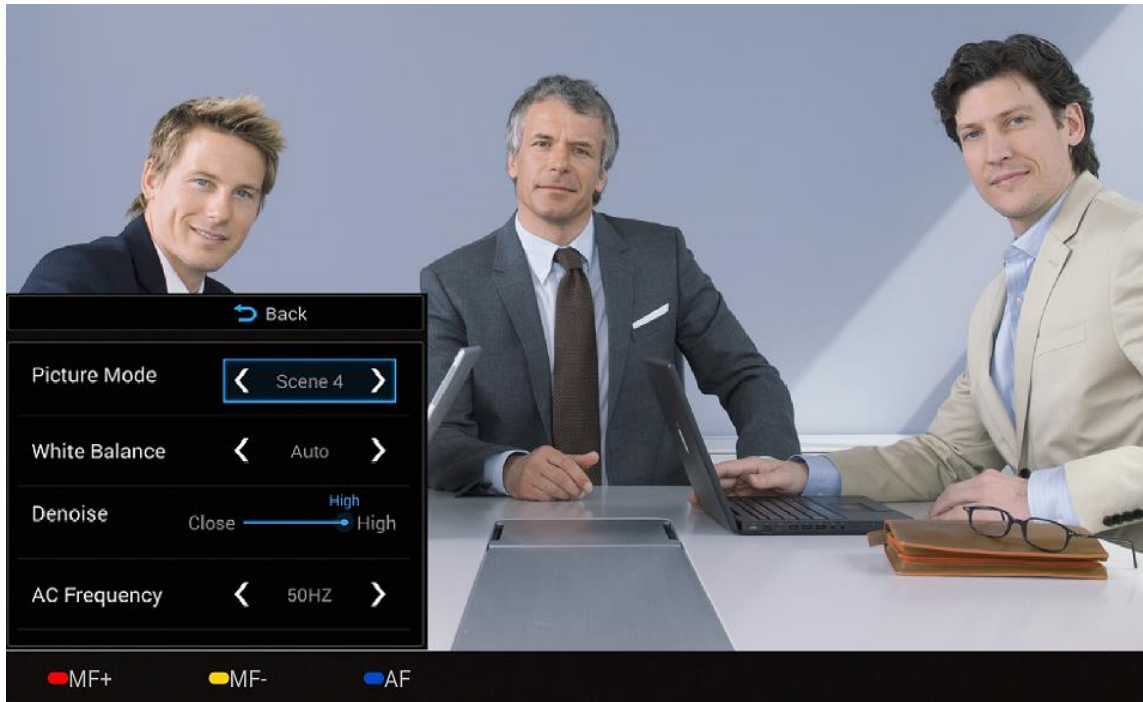 Back
Picture Mode Scene 4
White Balance Auto
High
Denoise Close High
AC Frequency 50HZ
MF+ MF- AF